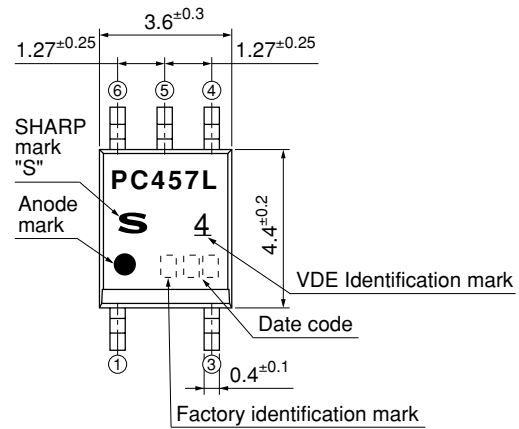 3.6±0.3
1.27±0.25
1.27±0.25
⑥ ⑤ ④
SHARP
mark
"S"
PC457L
S
4
Anode
mark
4.4±0.2
VDE Identification mark
Date code
① ③
0.4±0.1
Factory identification mark